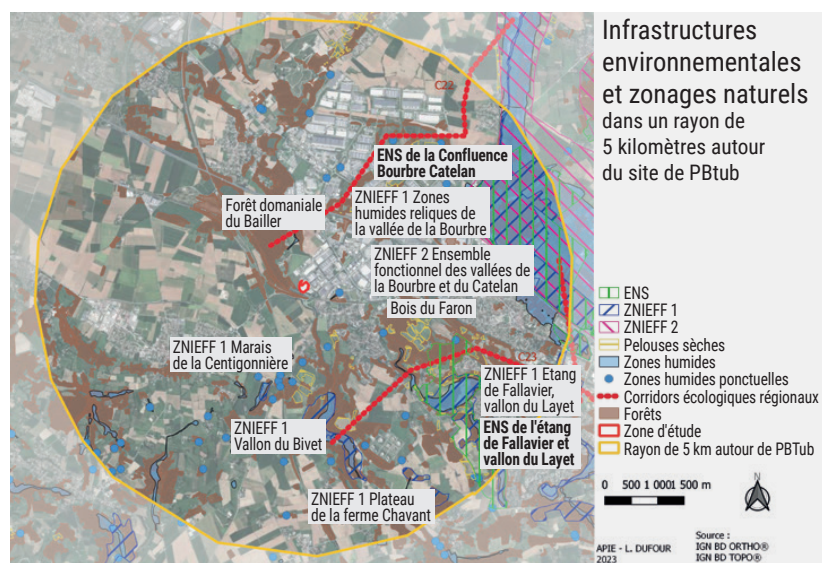 Infrastructures
environnementales
et zonages naturels
dans un rayon de
5 kilomètres autour
du site de PBtub
C22
ENS de la Confluence
Bourbre Catelan
Forêt domaniale
du Bailler
ZNIEFF 1 Zones
humides reliques de
la vallée de la Bourbre
ZNIEFF 2 Ensemble
fonctionnel des vallées de
la Bourbre et du Catelan
Bois du Faron
ZNIEFF 1 Marais
de la Centigonnière
C23
ZNIEFF 1 Etang
de Fallavier,
vallon du Layet
ZNIEFF 1
Vallon du Bivet
ENS de l'étang
de Fallavier et
vallon du Layet
ZNIEFF 1 Plateau
de la ferme Chavant
ENS
ZNIEFF 1
ZNIEFF 2
Pelouses sèches
Zones humides
Zones humides ponctuelles
Corridors écologiques régionaux
Forêts
Zone d'étude
Rayon de 5 km autour de PBTub
0 500 1 000 1 500 m
N
APIE - L. DUFOUR
2023
Source :
IGN BD ORTHO®
IGN BD TOPO®